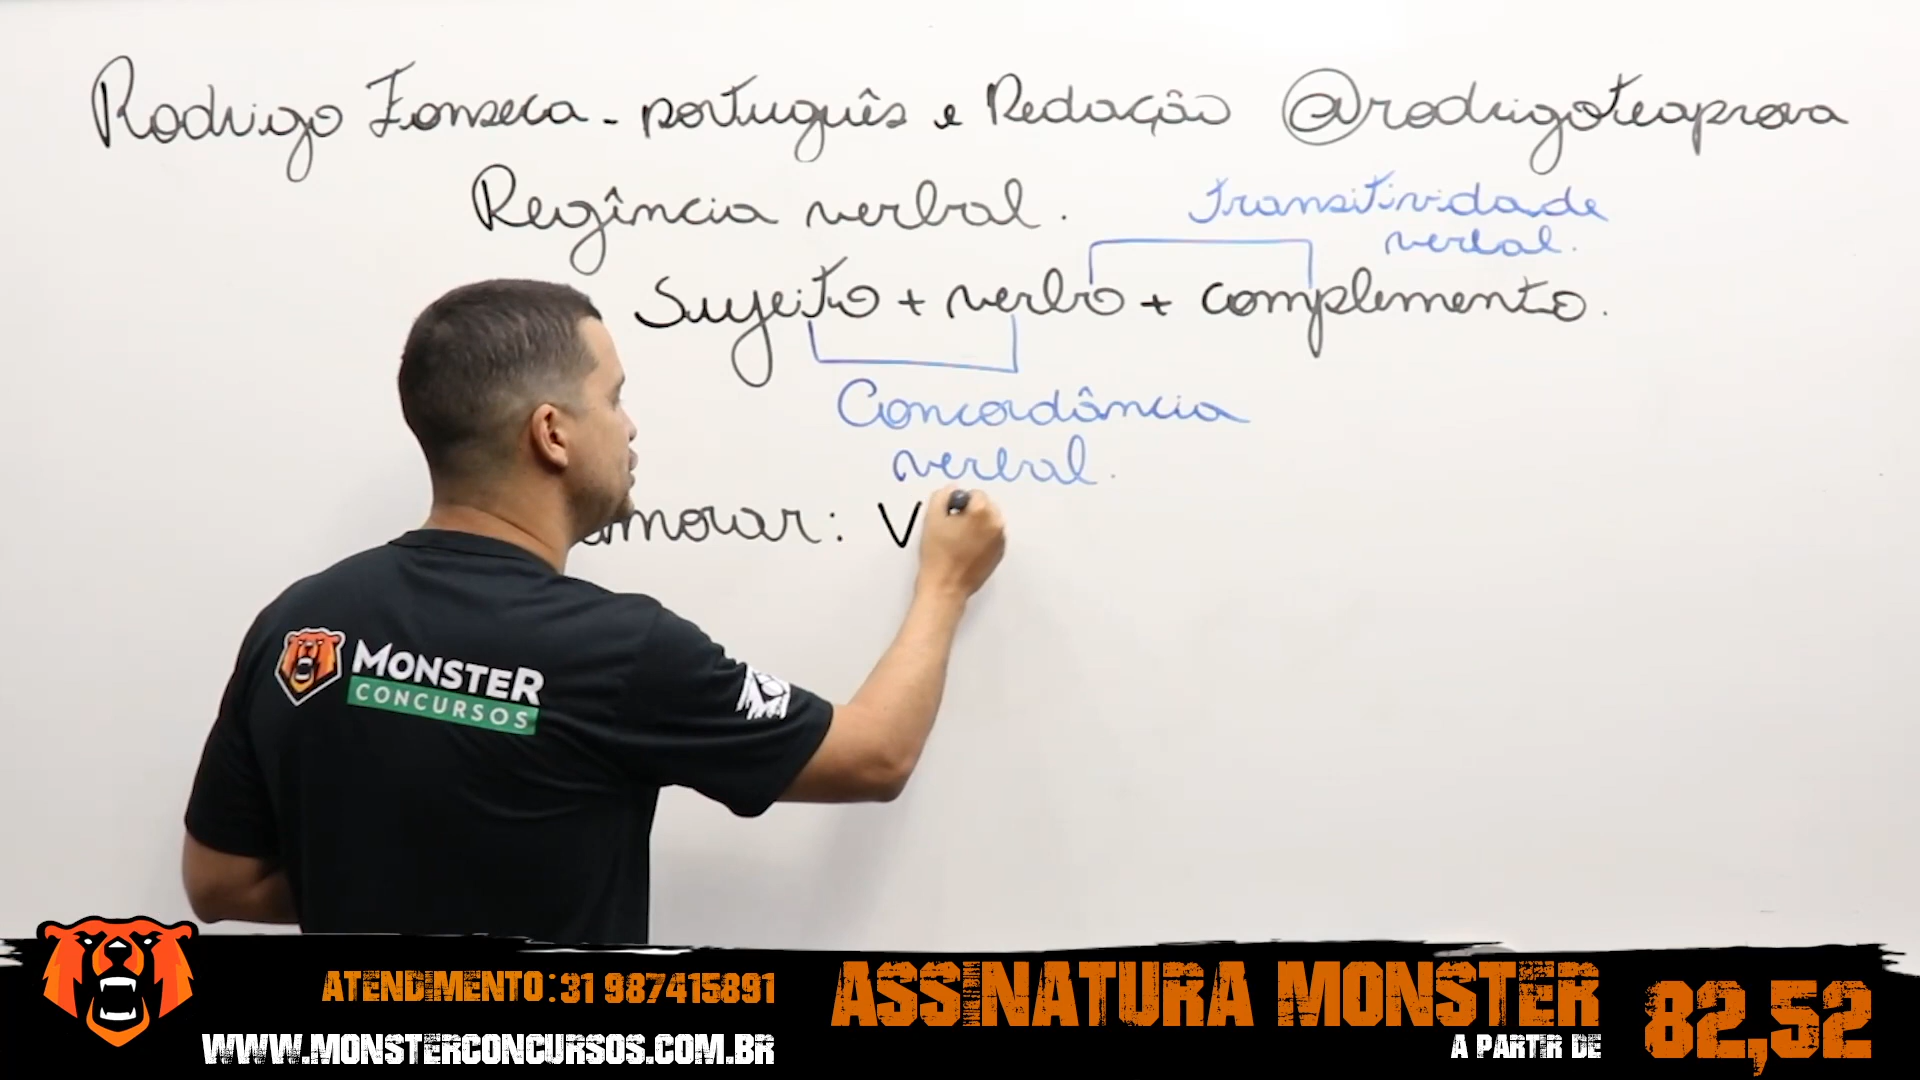 Rodrigo Fonseca - português e Redação @rodrigoteaprova
Regência verbal.
Transitividade
verbal.
Sujeito + verbo + complemento.
Concordância
verbal.
amorar: V
MONSTER
CONCURSOS
ATENDIMENTO: 31 987415891
WWW.MONSTERCONCURSOS.COM.BR
ASSINATURA MONSTER
A PARTIR DE
82,52